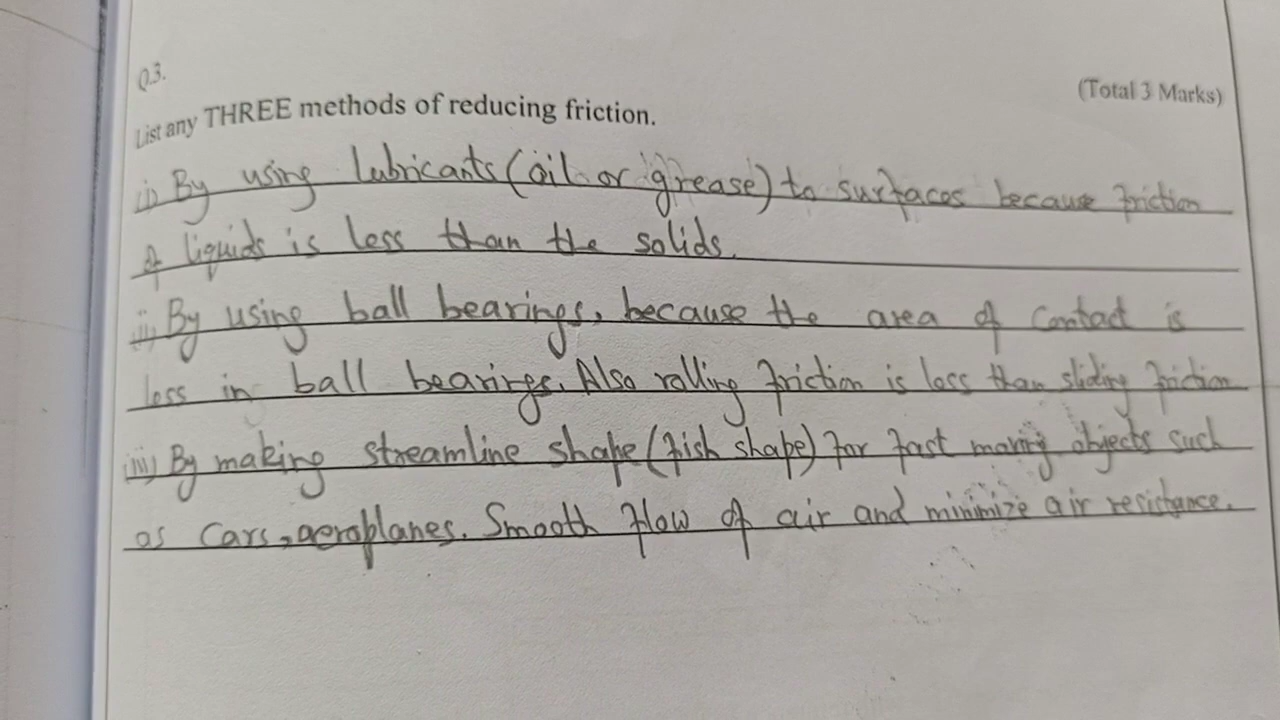 Q.3.
(Total 3 Marks)
List any THREE methods of reducing friction.
i) By using lubricants (oil or grease) to surfaces because friction
of liquids is less than the solids.
ii) By using ball bearings, because the area of contact is
less in ball bearings. Also rolling friction is less than sliding friction
iii) By making streamline shape (fish shape) for fast moving objects such
as cars, aeroplanes. Smooth flow of air and minimize air resistance.